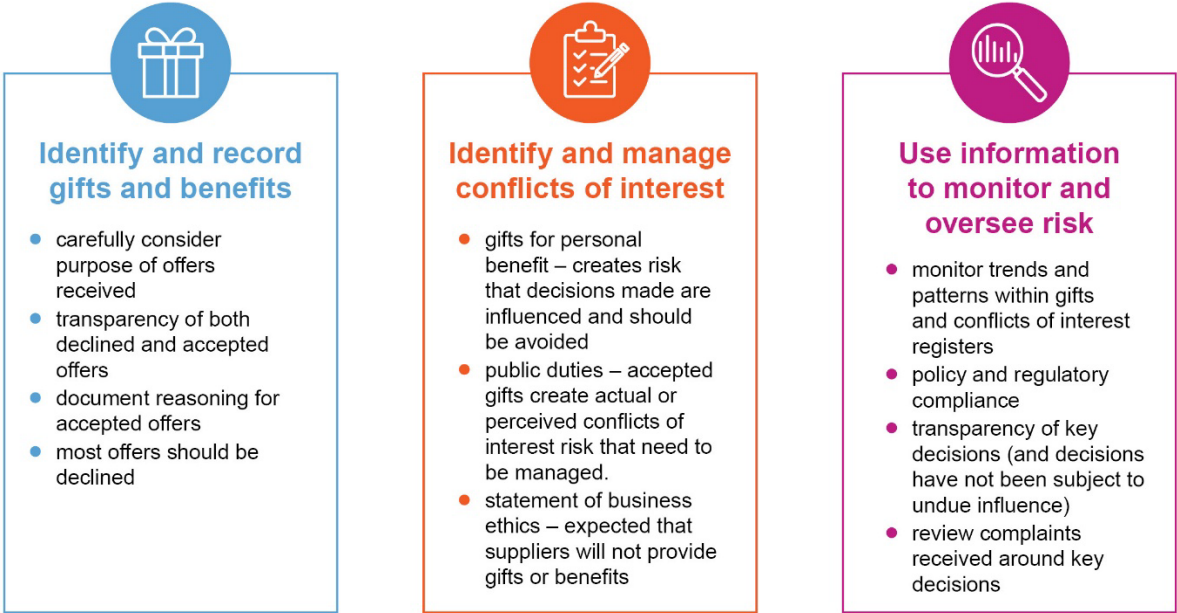 Identify and record
gifts and benefits
carefully consider
purpose of offers
received
transparency of both
declined and accepted
offers
document reasoning for
accepted offers
most offers should be
declined
Identify and manage
conflicts of interest
gifts for personal
benefit – creates risk
that decisions made are
influenced and should
be avoided
public duties – accepted
gifts create actual or
perceived conflicts of
interest risk that need to
be managed.
statement of business
ethics – expected that
suppliers will not provide
gifts or benefits
Use information
to monitor and
oversee risk
monitor trends and
patterns within gifts
and conflicts of interest
registers
policy and regulatory
compliance
transparency of key
decisions (and decisions
have not been subject to
undue influence)
review complaints
received around key
decisions